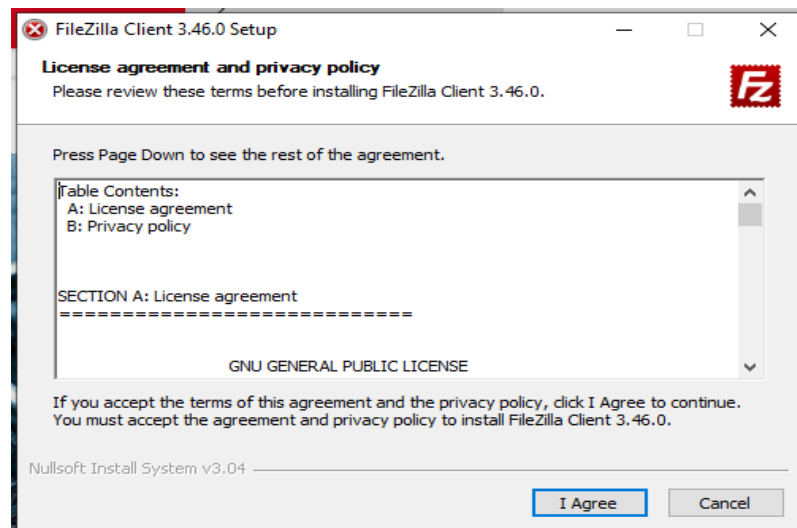 FileZilla Client 3.46.0 Setup
License agreement and privacy policy
Please review these terms before installing FileZilla Client 3.46.0.
Fz
Press Page Down to see the rest of the agreement.
Table Contents:
A: License agreement
B: Privacy policy
SECTION A: License agreement
============================
GNU GENERAL PUBLIC LICENSE
If you accept the terms of this agreement and the privacy policy, click I Agree to continue.
You must accept the agreement and privacy policy to install FileZilla Client 3.46.0.
Nullsoft Install System v3.04
I Agree
Cancel